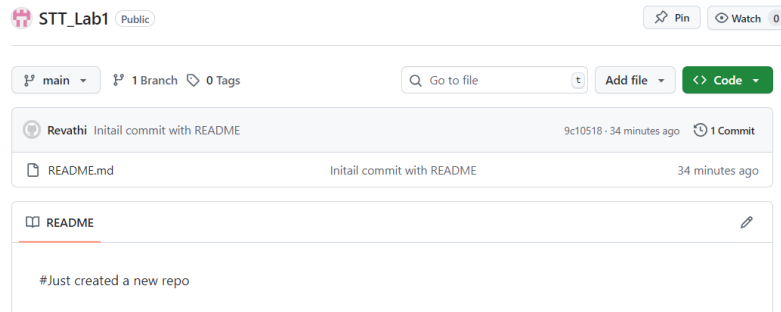 STT_Lab1 Public Pin Watch 0
main 1 Branch 0 Tags Go to file t Add file Code
Revathi Initail commit with README 9c10518 · 34 minutes ago 1 Commit
README.md Initail commit with README 34 minutes ago
README
#Just created a new repo